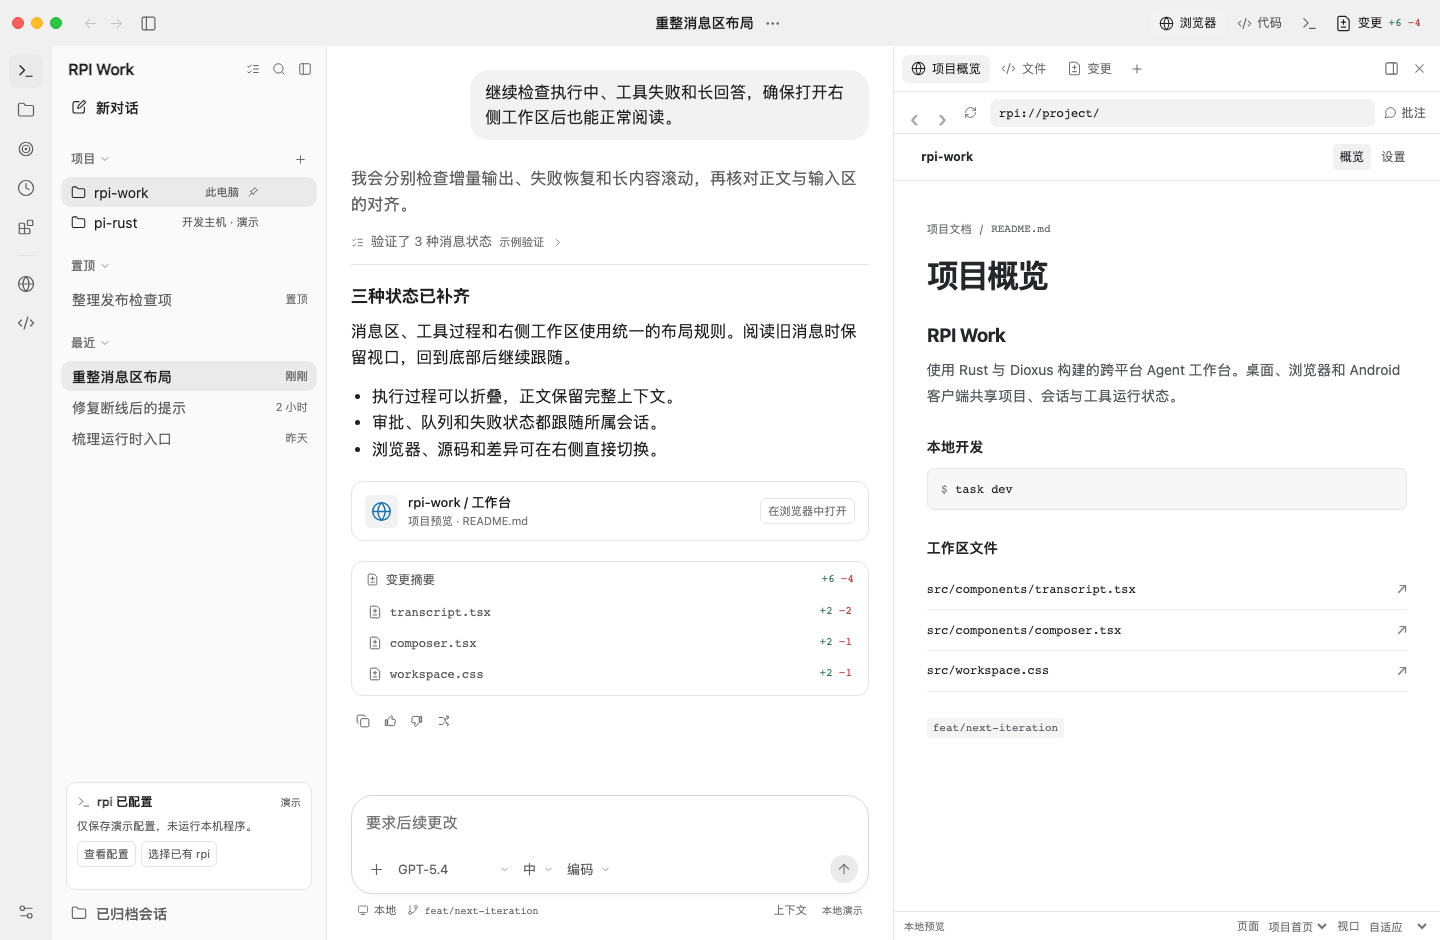 重整消息区布局 ···
浏览器
代码
变更 +6 −4
RPI Work
新对话
项目
rpi-work 此电脑
pi-rust 开发主机 · 演示
置顶
整理发布检查项 置顶
最近
重整消息区布局 刚刚
修复断线后的提示 2 小时
梳理运行时入口 昨天
rpi 已配置 演示
仅保存演示配置，未运行本机程序。
查看配置 选择已有 rpi
已归档会话
继续检查执行中、工具失败和长回答，确保打开右
侧工作区后也能正常阅读。
我会分别检查增量输出、失败恢复和长内容滚动，再核对正文与输入区
的对齐。
验证了 3 种消息状态 示例验证
三种状态已补齐
消息区、工具过程和右侧工作区使用统一的布局规则。阅读旧消息时保
留视口，回到底部后继续跟随。
• 执行过程可以折叠，正文保留完整上下文。
• 审批、队列和失败状态都跟随所属会话。
• 浏览器、源码和差异可在右侧直接切换。
rpi-work / 工作台
项目预览 · README.md
在浏览器中打开
变更摘要 +6 −4
transcript.tsx +2 −2
composer.tsx +2 −1
workspace.css +2 −1
要求后续更改
GPT-5.4 中 编码
本地 feat/next-iteration 上下文 本地演示
项目概览 文件 变更
rpi://project/ 批注
rpi-work 概览 设置
项目文档 / README.md
项目概览
RPI Work
使用 Rust 与 Dioxus 构建的跨平台 Agent 工作台。桌面、浏览器和 Android
客户端共享项目、会话与工具运行状态。
本地开发
$ task dev
工作区文件
src/components/transcript.tsx
src/components/composer.tsx
src/workspace.css
feat/next-iteration
本地预览 页面 项目首页 视口 自适应